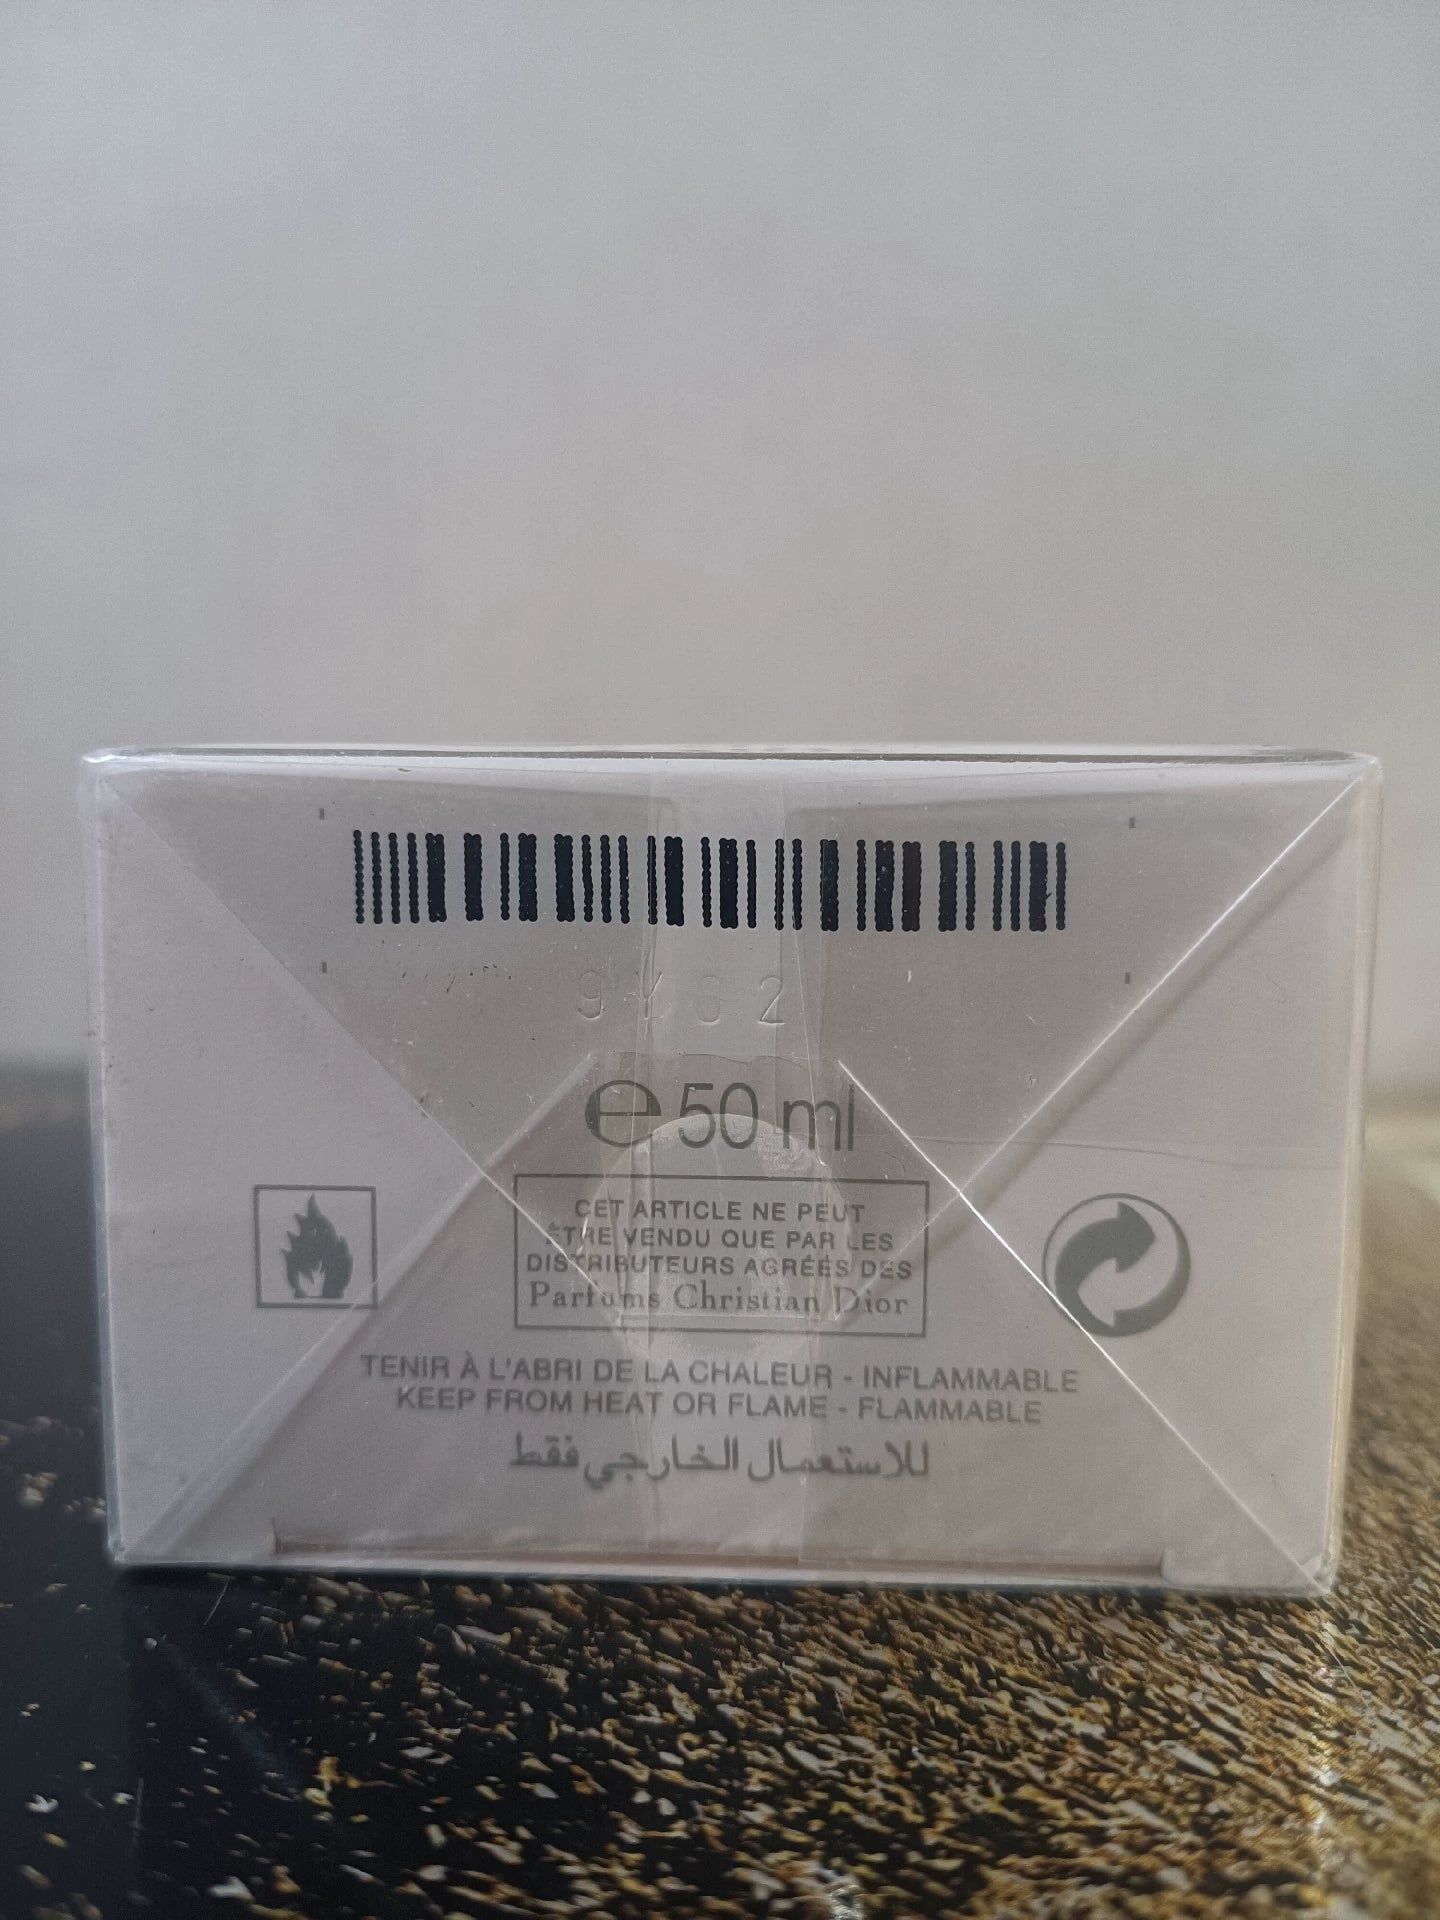 9Y02
℮ 50 ml
CET ARTICLE NE PEUT
ÊTRE VENDU QUE PAR LES
DISTRIBUTEURS AGRÉÉS DES
Parfums Christian Dior
TENIR À L'ABRI DE LA CHALEUR - INFLAMMABLE
KEEP FROM HEAT OR FLAME - FLAMMABLE
للاستعمال الخارجي فقط